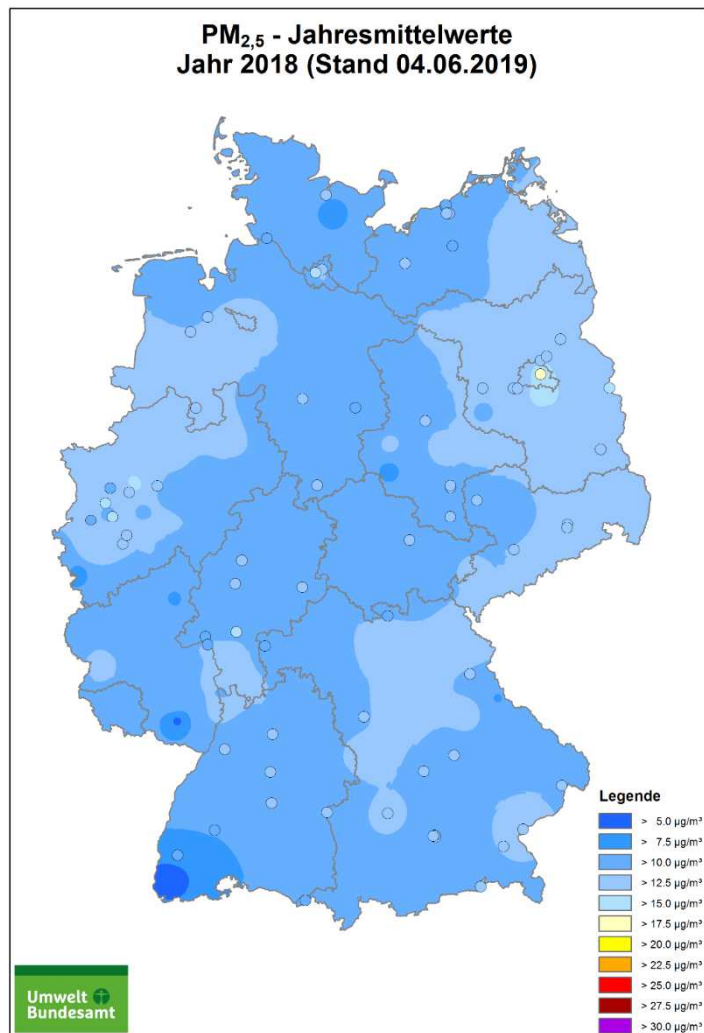 PM2,5 - Jahresmittelwerte
Jahr 2018 (Stand 04.06.2019)
Legende
> 5.0 µg/m³
> 7.5 µg/m³
> 10.0 µg/m³
> 12.5 µg/m³
> 15.0 µg/m³
> 17.5 µg/m³
> 20.0 µg/m³
> 22.5 µg/m³
> 25.0 µg/m³
> 27.5 µg/m³
> 30.0 µg/m³
Umwelt
Bundesamt